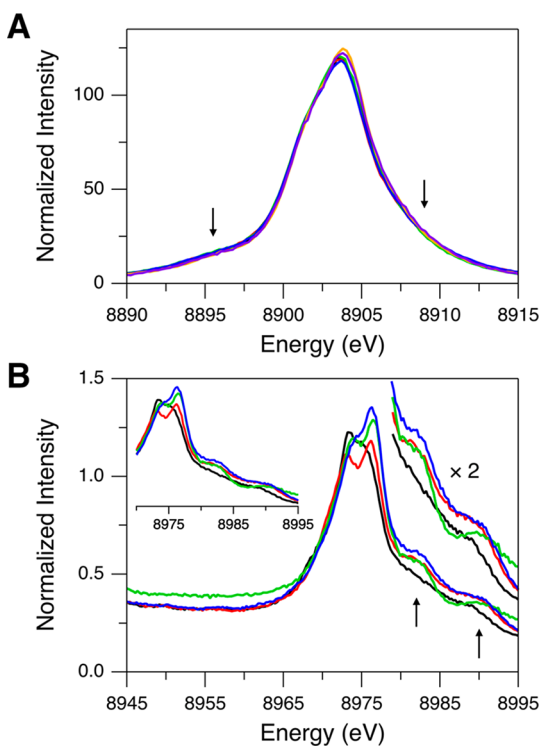 A
Normalized Intensity
100
50
0
8890 8895 8900 8905 8910 8915
Energy (eV)
B
Normalized Intensity
1.5
1.0
0.5
0.0
× 2
8975 8985 8995
8945 8955 8965 8975 8985 8995
Energy (eV)